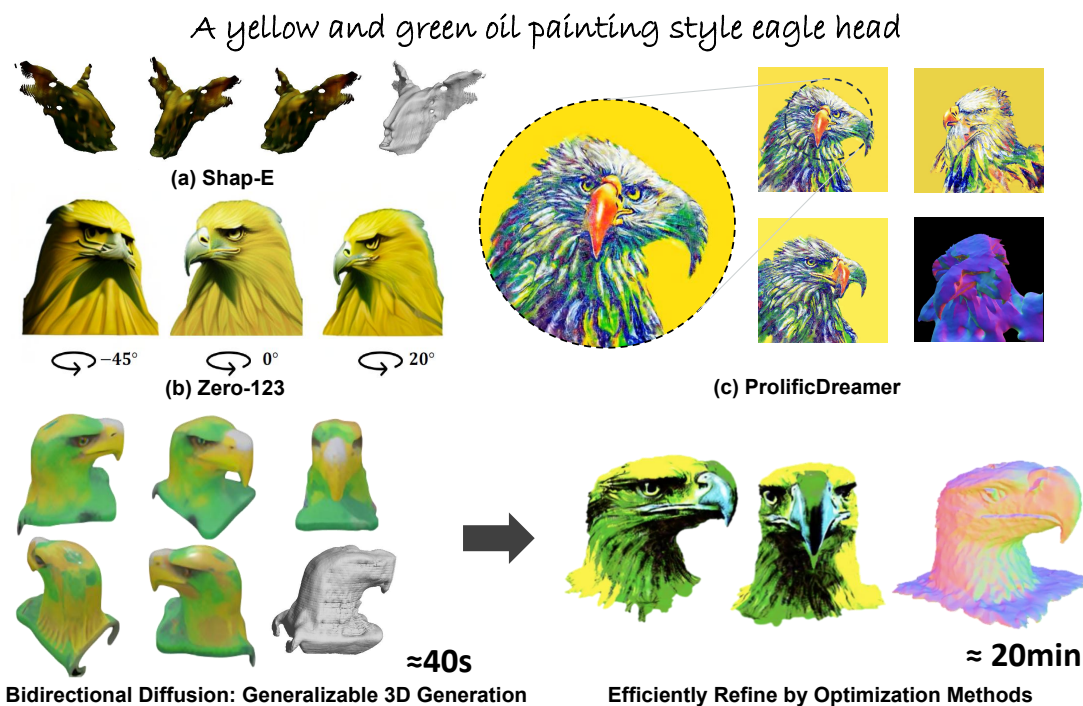 A yellow and green oil painting style eagle head
(a) Shap-E
−45°
0°
20°
(b) Zero-123
(c) ProlificDreamer
≈40s
≈ 20min
Bidirectional Diffusion: Generalizable 3D Generation
Efficiently Refine by Optimization Methods